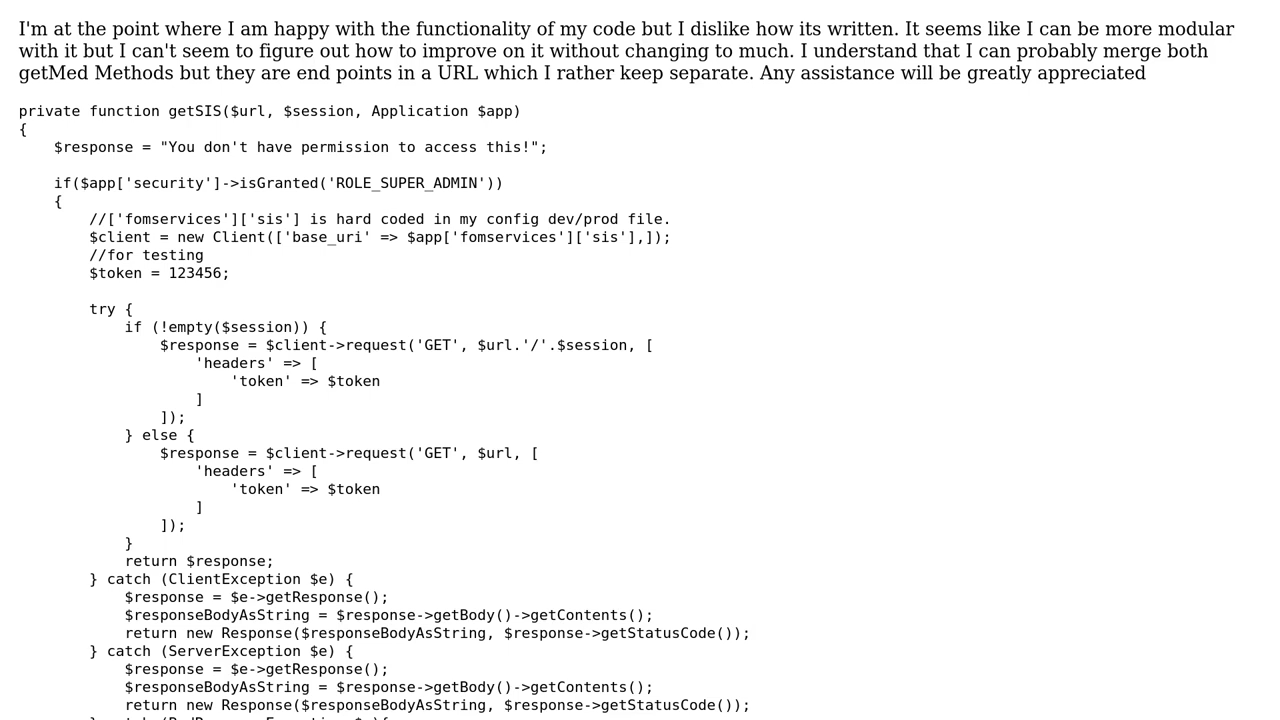 I'm at the point where I am happy with the functionality of my code but I dislike how its written. It seems like I can be more modular
with it but I can't seem to figure out how to improve on it without changing to much. I understand that I can probably merge both
getMed Methods but they are end points in a URL which I rather keep separate. Any assistance will be greatly appreciated
private function getSIS($url, $session, Application $app)
{
    $response = "You don't have permission to access this!";
    if($app['security']->isGranted('ROLE_SUPER_ADMIN'))
    {
        //['fomservices']['sis'] is hard coded in my config dev/prod file.
        $client = new Client(['base_uri' => $app['fomservices']['sis'],]);
        //for testing
        $token = 123456;
        try {
            if (!empty($session)) {
                $response = $client->request('GET', $url.'/'.$session, [
                    'headers' => [
                        'token' => $token
                    ]
                ]);
            } else {
                $response = $client->request('GET', $url, [
                    'headers' => [
                        'token' => $token
                    ]
                ]);
            }
            return $response;
        } catch (ClientException $e) {
            $response = $e->getResponse();
            $responseBodyAsString = $response->getBody()->getContents();
            return new Response($responseBodyAsString, $response->getStatusCode());
        } catch (ServerException $e) {
            $response = $e->getResponse();
            $responseBodyAsString = $response->getBody()->getContents();
            return new Response($responseBodyAsString, $response->getStatusCode());